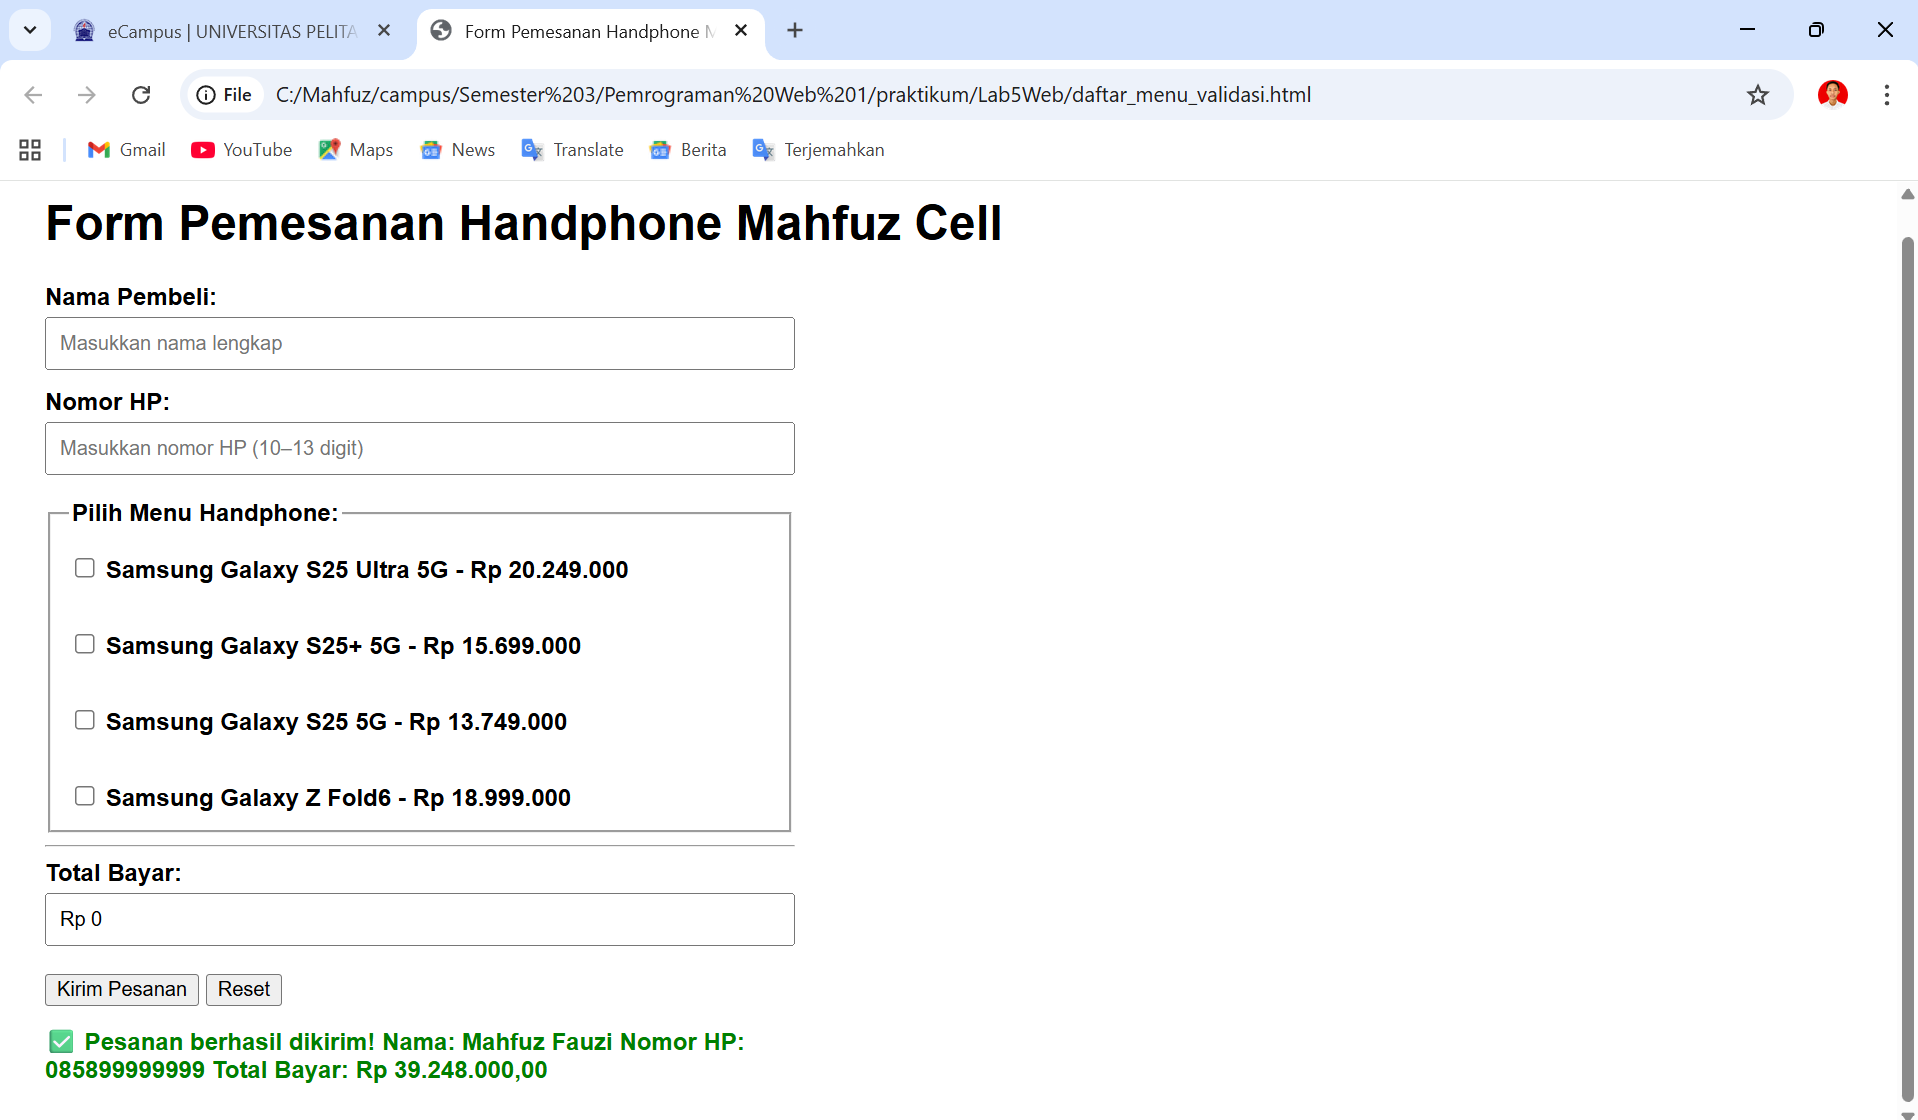 eCampus | UNIVERSITAS PELITA
Form Pemesanan Handphone M
File
C:/Mahfuz/campus/Semester%203/Pemrograman%20Web%201/praktikum/Lab5Web/daftar_menu_validasi.html
Gmail
YouTube
Maps
News
Translate
Berita
Terjemahkan
Form Pemesanan Handphone Mahfuz Cell
Nama Pembeli:
Masukkan nama lengkap
Nomor HP:
Masukkan nomor HP (10–13 digit)
Pilih Menu Handphone:
Samsung Galaxy S25 Ultra 5G - Rp 20.249.000
Samsung Galaxy S25+ 5G - Rp 15.699.000
Samsung Galaxy S25 5G - Rp 13.749.000
Samsung Galaxy Z Fold6 - Rp 18.999.000
Total Bayar:
Rp 0
Kirim Pesanan
Reset
✅ Pesanan berhasil dikirim! Nama: Mahfuz Fauzi Nomor HP:
085899999999 Total Bayar: Rp 39.248.000,00